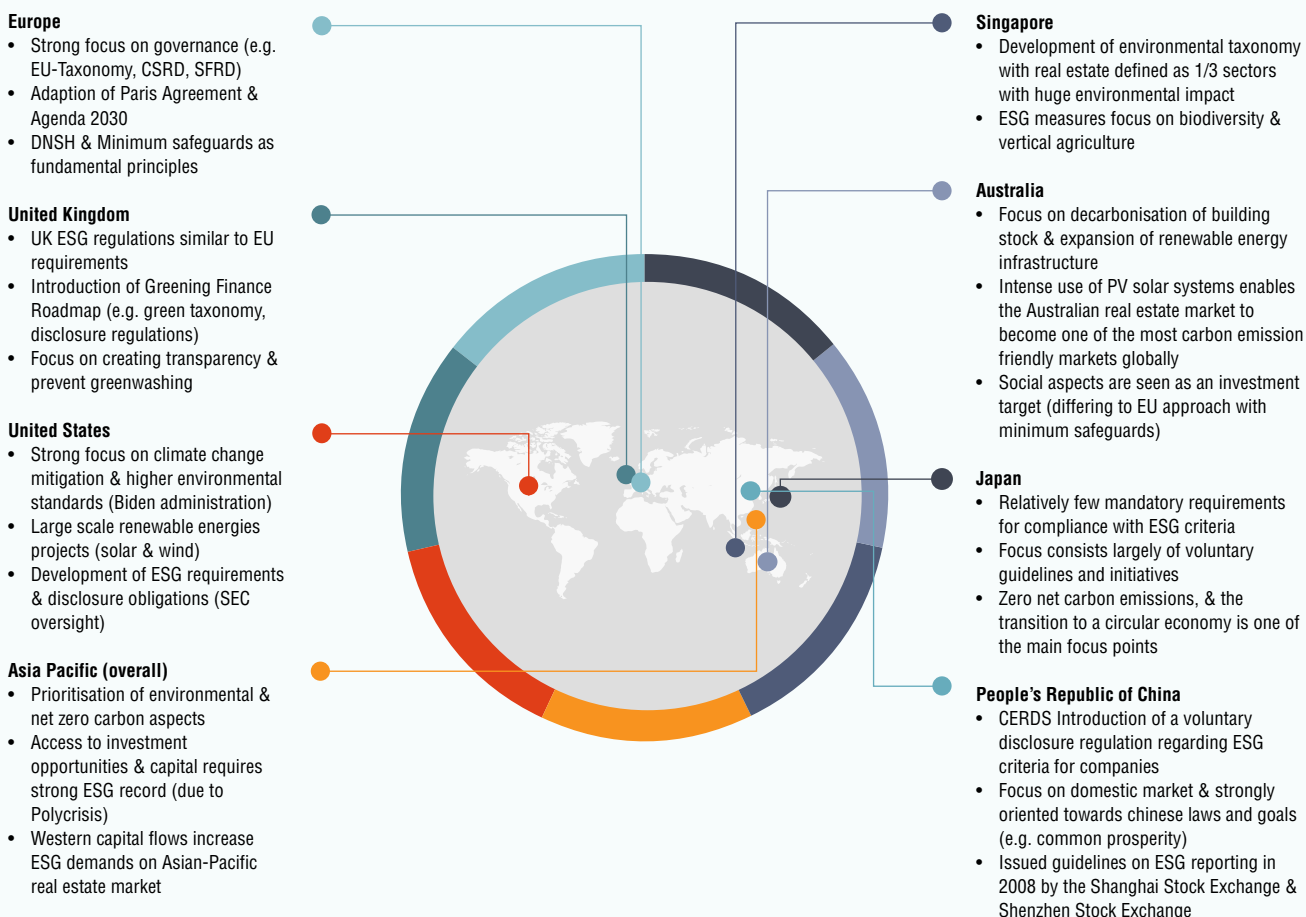 Europe
• Strong focus on governance (e.g.
EU-Taxonomy, CSRD, SFRD)
• Adaption of Paris Agreement &
Agenda 2030
• DNSH & Minimum safeguards as
fundamental principles
United Kingdom
• UK ESG regulations similar to EU
requirements
• Introduction of Greening Finance
Roadmap (e.g. green taxonomy,
disclosure regulations)
• Focus on creating transparency &
prevent greenwashing
United States
• Strong focus on climate change
mitigation & higher environmental
standards (Biden administration)
• Large scale renewable energies
projects (solar & wind)
• Development of ESG requirements
& disclosure obligations (SEC
oversight)
Asia Pacific (overall)
• Prioritisation of environmental &
net zero carbon aspects
• Access to investment
opportunities & capital requires
strong ESG record (due to
Polycrisis)
• Western capital flows increase
ESG demands on Asian-Pacific
real estate market
Singapore
• Development of environmental taxonomy
with real estate defined as 1/3 sectors
with huge environmental impact
• ESG measures focus on biodiversity &
vertical agriculture
Australia
• Focus on decarbonisation of building
stock & expansion of renewable energy
infrastructure
• Intense use of PV solar systems enables
the Australian real estate market to
become one of the most carbon emission
friendly markets globally
• Social aspects are seen as an investment
target (differing to EU approach with
minimum safeguards)
Japan
• Relatively few mandatory requirements
for compliance with ESG criteria
• Focus consists largely of voluntary
guidelines and initiatives
• Zero net carbon emissions, & the
transition to a circular economy is one of
the main focus points
People's Republic of China
• CERDS Introduction of a voluntary
disclosure regulation regarding ESG
criteria for companies
• Focus on domestic market & strongly
oriented towards chinese laws and goals
(e.g. common prosperity)
• Issued guidelines on ESG reporting in
2008 by the Shanghai Stock Exchange &
Shenzhen Stock Exchange